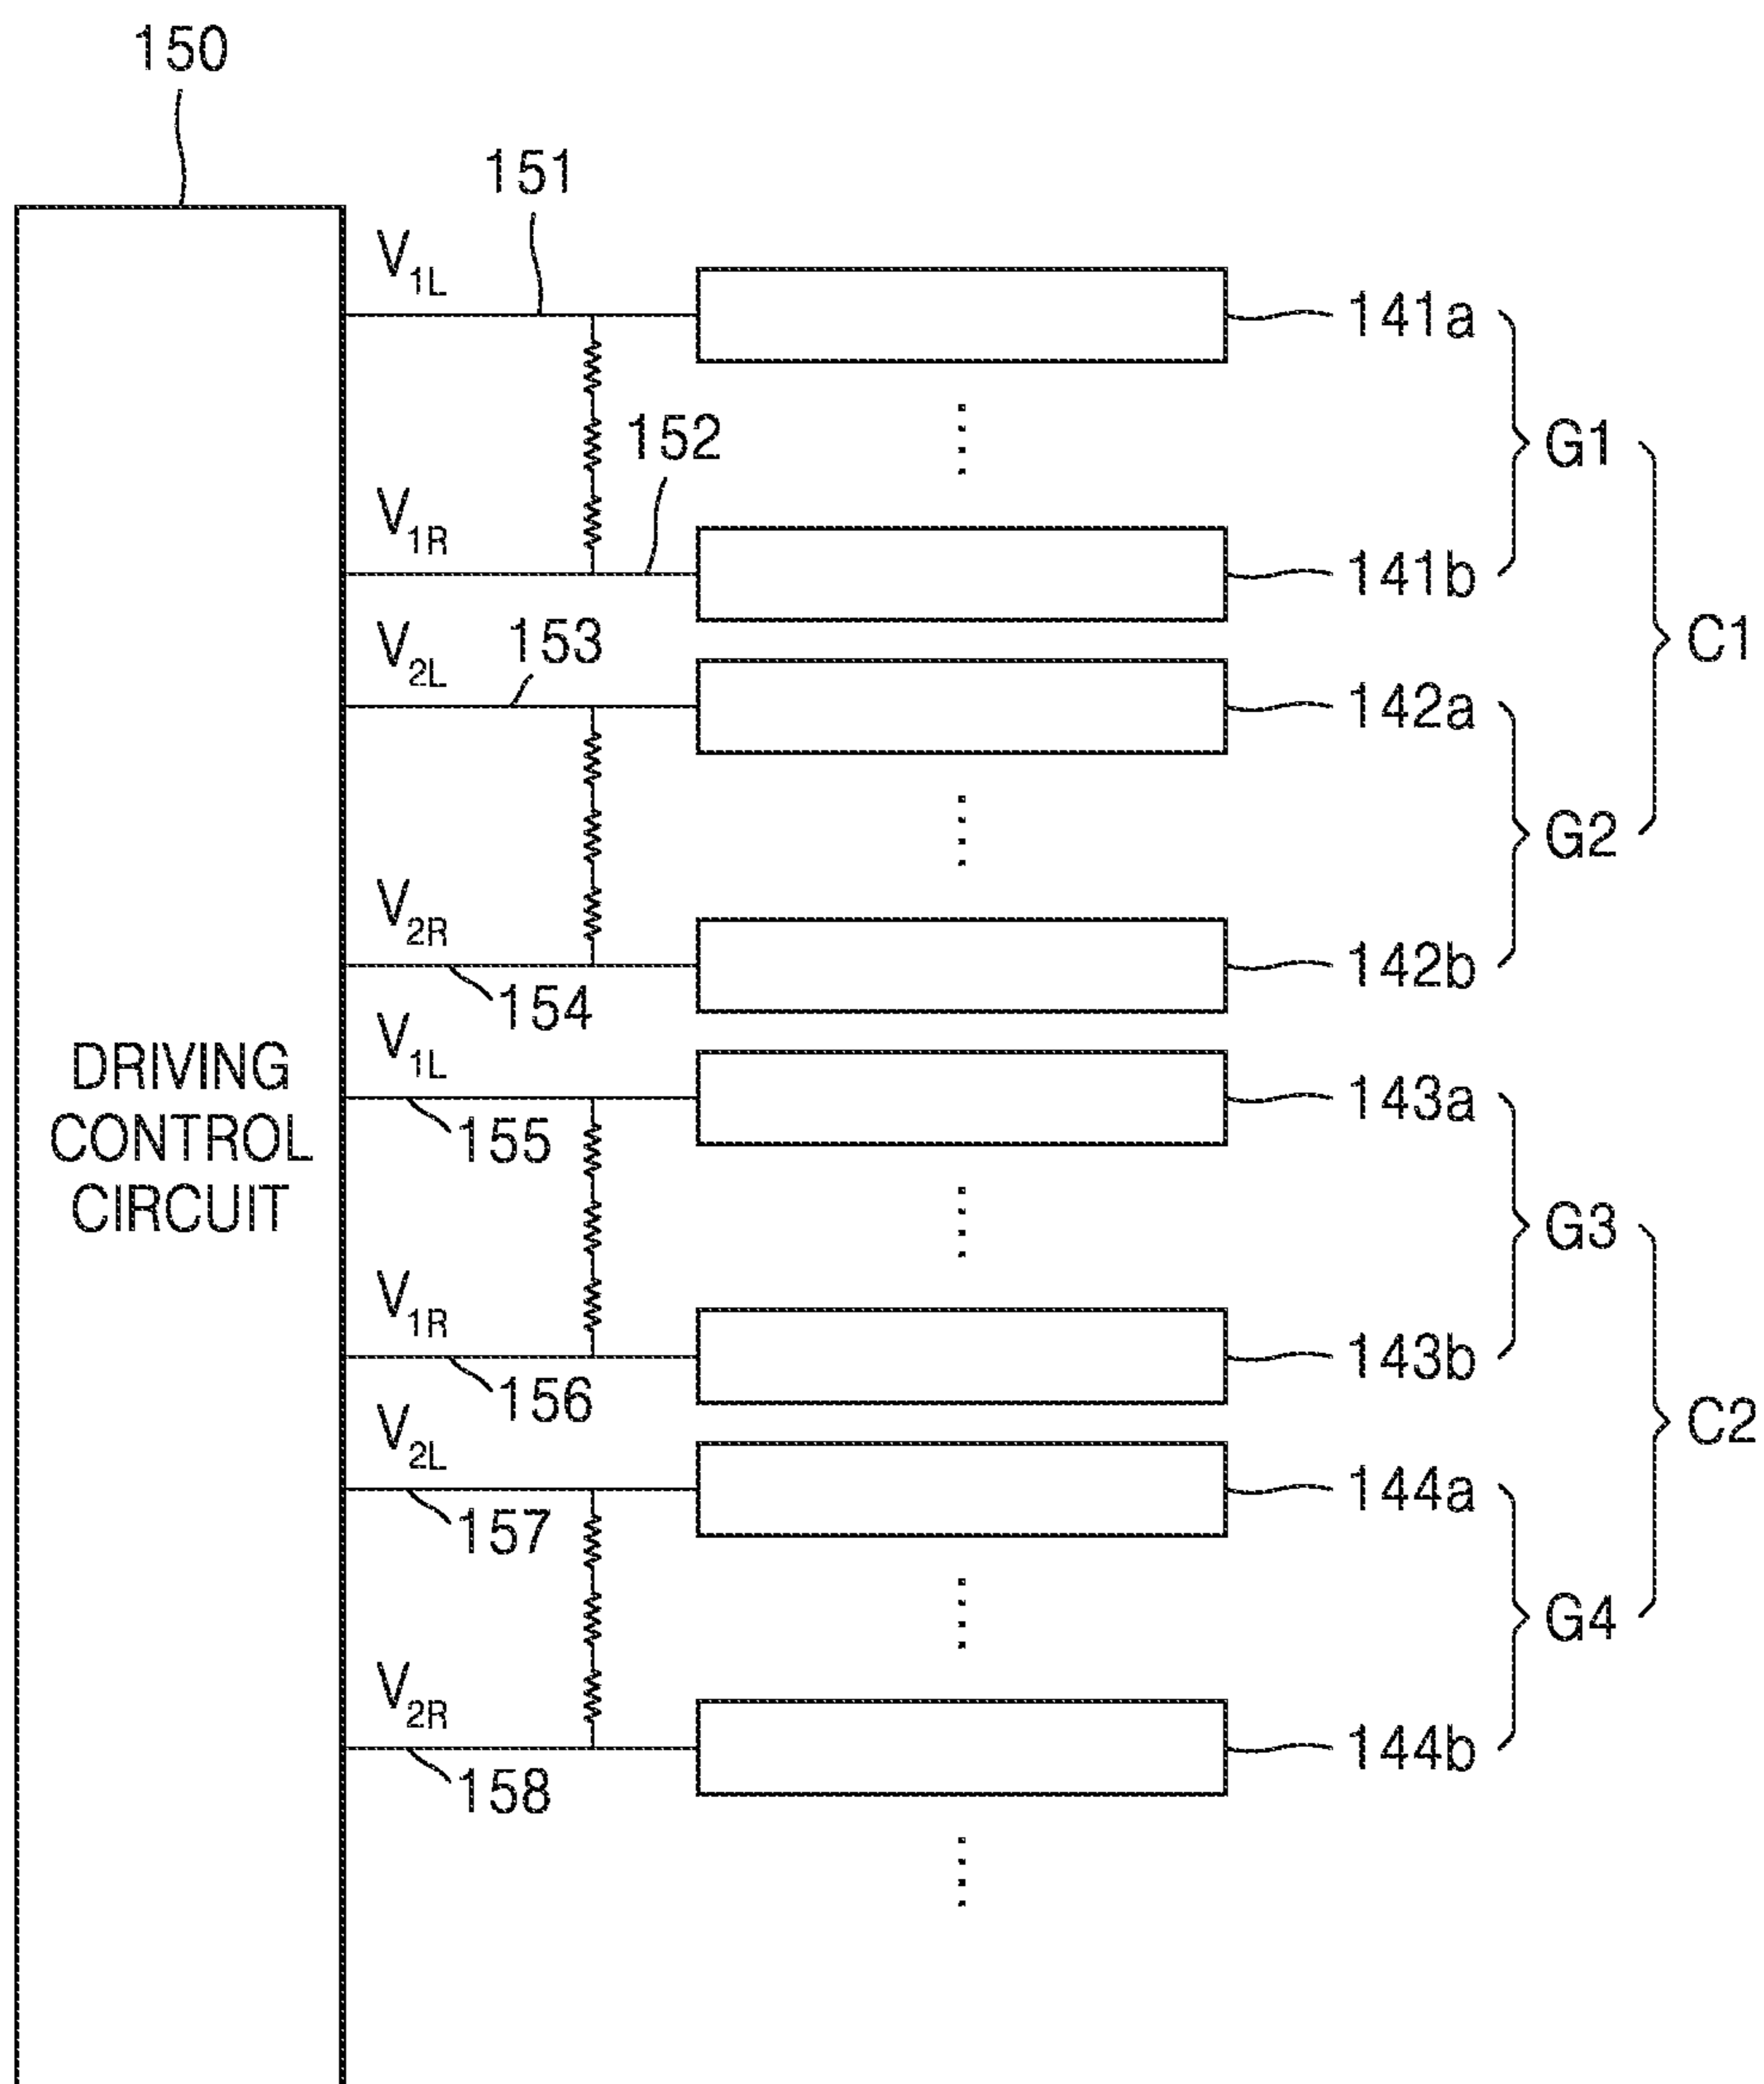 150
151
V1L
141a
G1
152
V1R
141b
C1
V2L
153
142a
G2
V2R
142b
154
V1L
DRIVING
CONTROL
CIRCUIT
143a
155
G3
V1R
143b
156
C2
V2L
144a
157
G4
V2R
144b
158